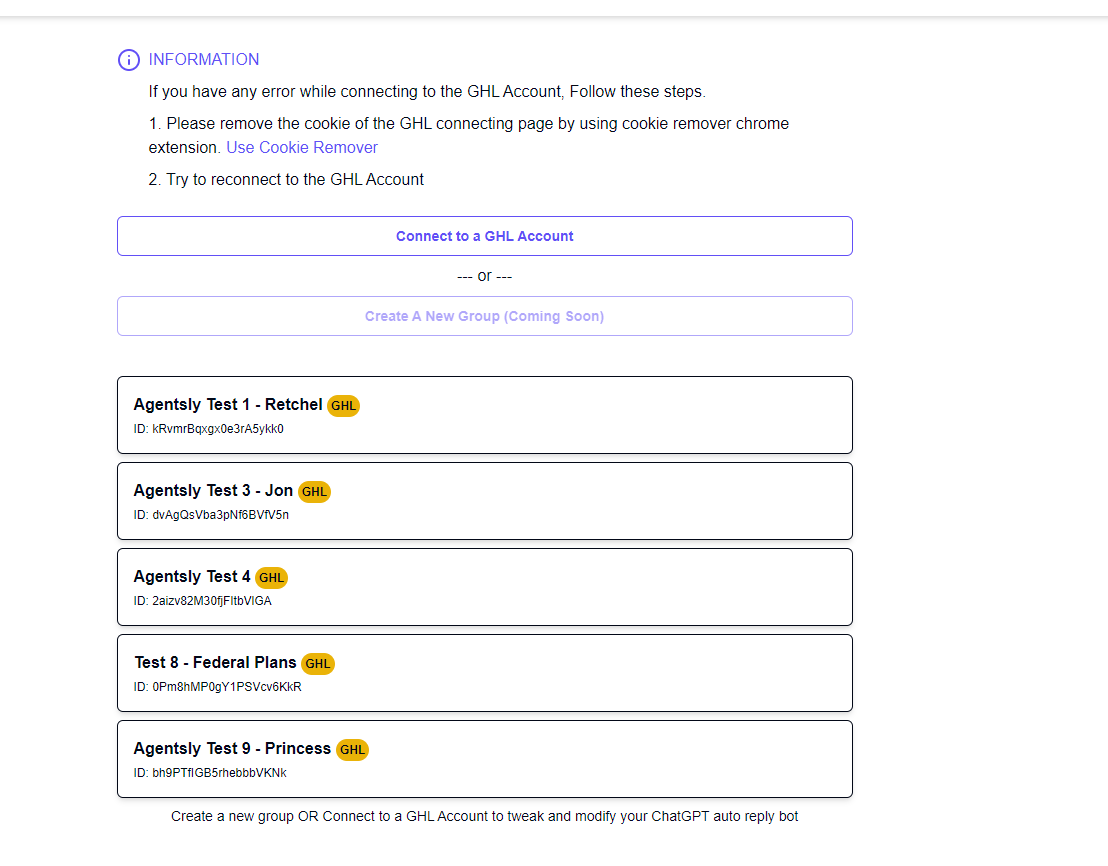 INFORMATION
If you have any error while connecting to the GHL Account, Follow these steps.
1. Please remove the cookie of the GHL connecting page by using cookie remover chrome
extension. Use Cookie Remover
2. Try to reconnect to the GHL Account
Connect to a GHL Account
--- or ---
Create A New Group (Coming Soon)
Agentsly Test 1 - Retchel GHL
ID: kRvmrBqxgx0e3rA5ykk0
Agentsly Test 3 - Jon GHL
ID: dvAgQsVba3pNf6BVfV5n
Agentsly Test 4 GHL
ID: 2aizv82M30fjFItbVlGA
Test 8 - Federal Plans GHL
ID: 0Pm8hMP0gY1PSVcv6KkR
Agentsly Test 9 - Princess GHL
ID: bh9PTfIGB5rhebbbVKNk
Create a new group OR Connect to a GHL Account to tweak and modify your ChatGPT auto reply bot